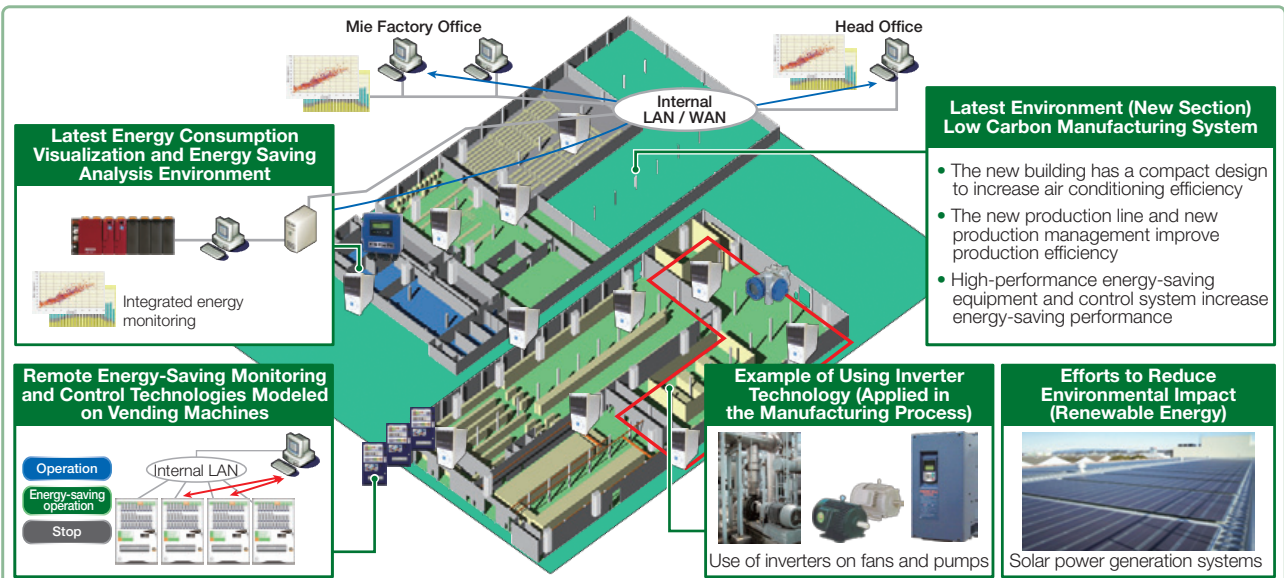 Mie Factory Office
Head Office
Internal
LAN / WAN
Latest Energy Consumption
Visualization and Energy Saving
Analysis Environment
Integrated energy
monitoring
Latest Environment (New Section)
Low Carbon Manufacturing System
• The new building has a compact design
to increase air conditioning efficiency
• The new production line and new
production management improve
production efficiency
• High-performance energy-saving
equipment and control system increase
energy-saving performance
Remote Energy-Saving Monitoring
and Control Technologies Modeled
on Vending Machines
Operation
Energy-saving
operation
Stop
Internal LAN
Example of Using Inverter
Technology (Applied in
the Manufacturing Process)
Use of inverters on fans and pumps
Efforts to Reduce
Environmental Impact
(Renewable Energy)
Solar power generation systems